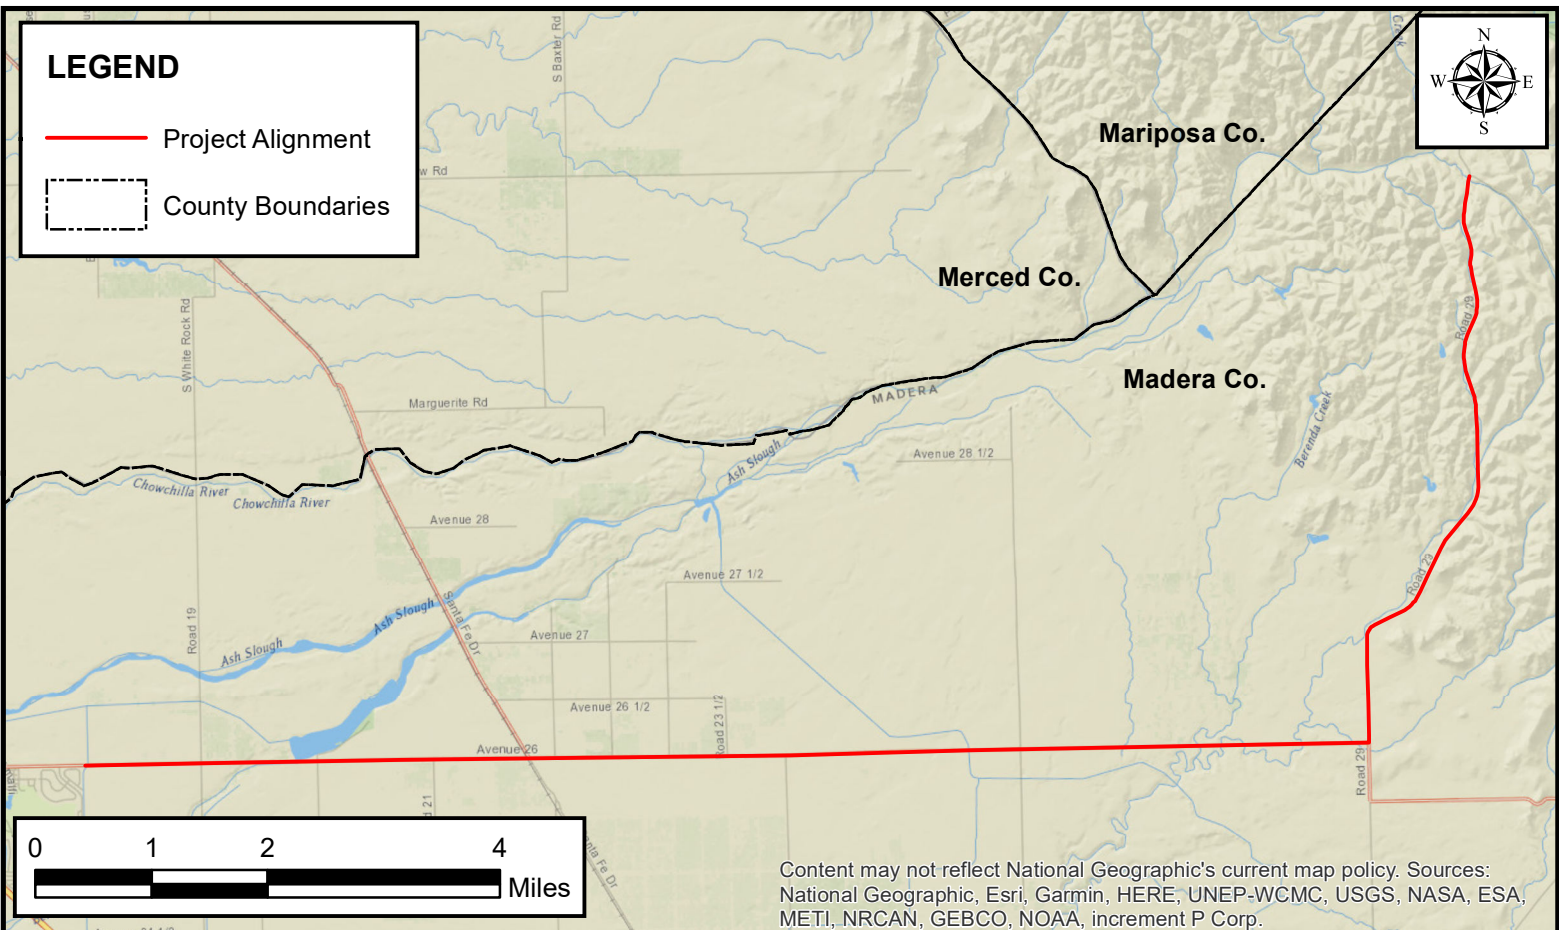 LEGEND
Project Alignment
County Boundaries
S Baxter Rd
Creek
N
W
E
S
Mariposa Co.
w Rd
Merced Co.
Madera Co.
S White Rock Rd
Road 29
Marguerite Rd
MADERA
Berenda Creek
Avenue 28 1/2
Ash Slough
Chowchilla River
Chowchilla River
Avenue 28
Avenue 27 1/2
Road 29
Santa Fe Dr
Ash Slough
Road 19
Avenue 27
Ash Slough
Avenue 26 1/2
Road 23 1/2
Avenue 26
Road 29
d 21
0 1 2 4
Miles
anta Fe Dr
Content may not reflect National Geographic's current map policy. Sources:
National Geographic, Esri, Garmin, HERE, UNEP-WCMC, USGS, NASA, ESA,
METI, NRCAN, GEBCO, NOAA, increment P Corp.